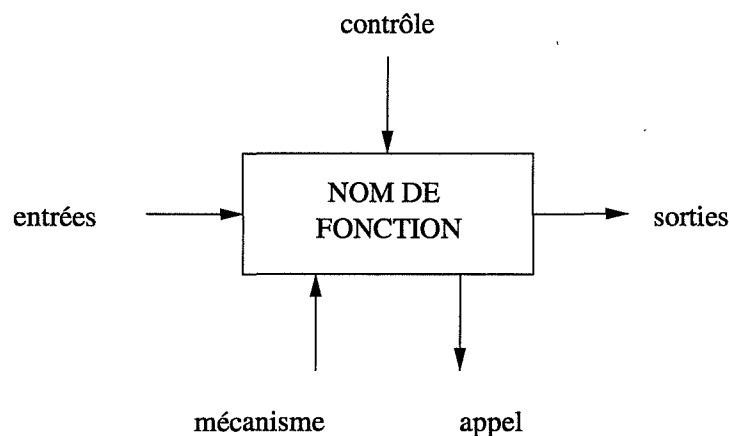 contrôle
entrées
NOM DE
FONCTION
sorties
mécanisme
appel